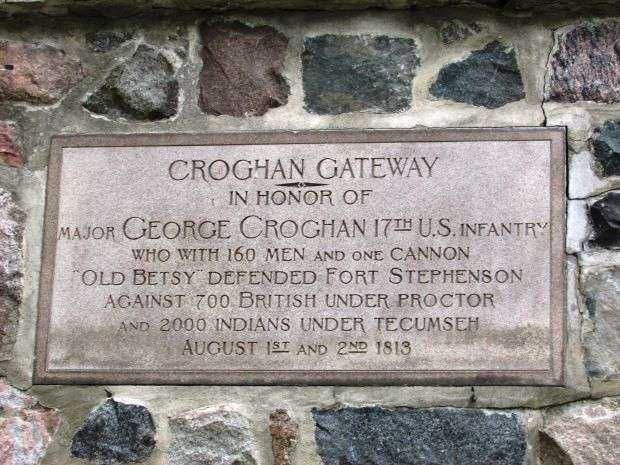 CROGHAN GATEWAY
IN HONOR OF
MAJOR GEORGE CROGHAN 17TH U.S. INFANTRY
WHO WITH 160 MEN AND ONE CANNON
"OLD BETSY" DEFENDED FORT STEPHENSON
AGAINST 700 BRITISH UNDER PROCTOR
AND 2000 INDIANS UNDER TECUMSEH
AUGUST 1ST AND 2ND 1813